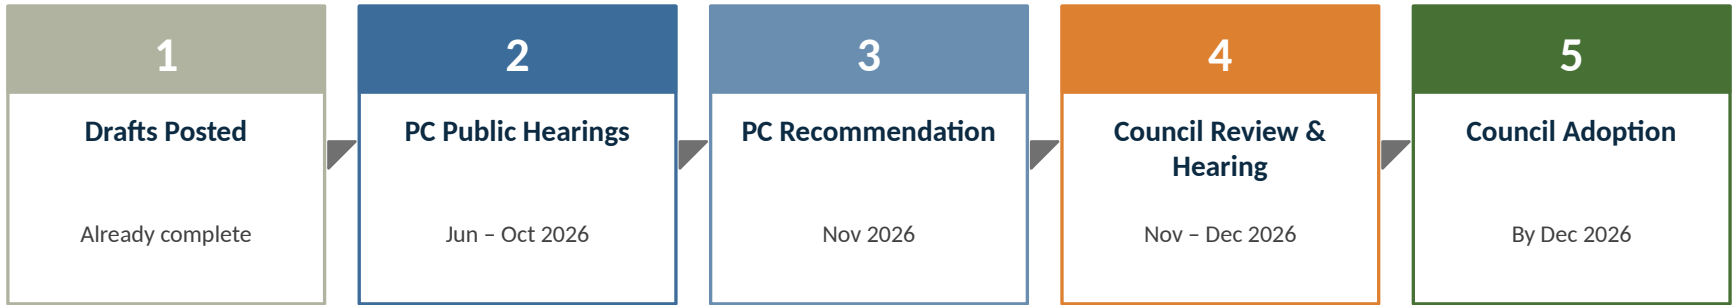 1
Drafts Posted
Already complete
2
PC Public Hearings
Jun – Oct 2026
3
PC Recommendation
Nov 2026
4
Council Review &
Hearing
Nov – Dec 2026
5
Council Adoption
By Dec 2026